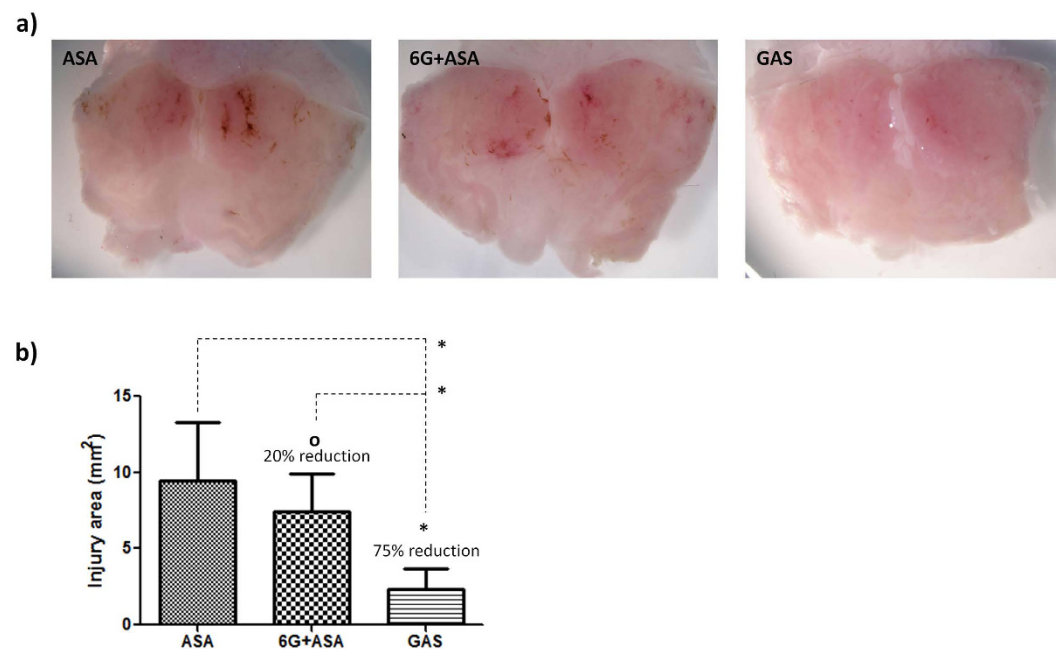 a)
ASA
6G+ASA
GAS
b)
*
*
15
10
5
0
Injury area (mm²)
o
20% reduction
*
75% reduction
ASA
6G+ASA
GAS